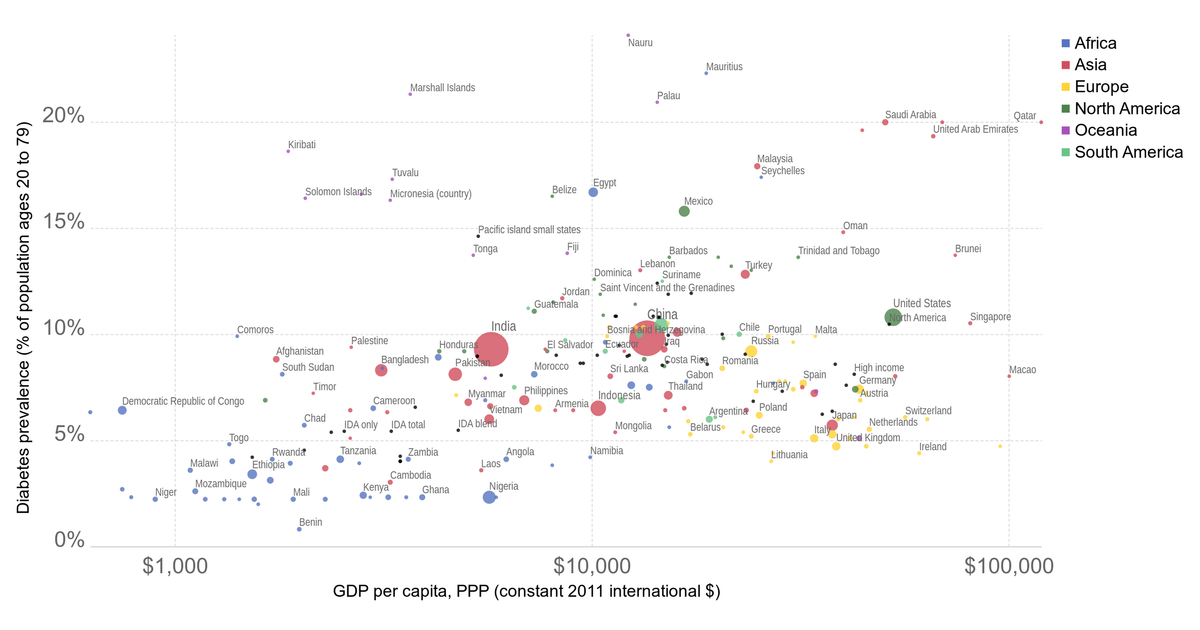 Nauru
Africa
Mauritius
Asia
Marshall Islands
Europe
Palau
20%
Saudi Arabia
Qatar
North America
United Arab Emirates
Oceania
Kiribati
South America
Malaysia
Tuvalu
Seychelles
Solomon Islands
Micronesia (country)
Belize
Egypt
Mexico
15%
Pacific island small states
Oman
Tonga
Fiji
Barbados
Trinidad and Tobago
Brunei
Lebanon
Turkey
Dominica
Suriname
Jordan
Saint Vincent and the Grenadines
Guatemala
United States
China
North America
Singapore
10%
India
Comoros
Bosnia and Herzegovina
Chile
Portugal
Malta
Palestine
Honduras
El Salvador
Ecuador
Iraq
Russia
Afghanistan
Bangladesh
Pakistan
Morocco
Sri Lanka
Costa Rica
Romania
South Sudan
Gabon
High income
Macao
Timor
Myanmar
Philippines
Indonesia
Thailand
Hungary
Spain
Germany
Austria
Democratic Republic of Congo
Cameroon
Vietnam
Armenia
Argentina
Poland
Japan
Switzerland
Chad
IDA only
IDA total
IDA blend
Mongolia
Belarus
Greece
Italy
Netherlands
5%
Togo
United Kingdom
Rwanda
Tanzania
Zambia
Angola
Namibia
Lithuania
Ireland
Malawi
Ethiopia
Laos
Cambodia
Mozambique
Niger
Mali
Kenya
Ghana
Nigeria
Benin
0%
$1,000
$10,000
$100,000
GDP per capita, PPP (constant 2011 international $)
Diabetes prevalence (% of population ages 20 to 79)